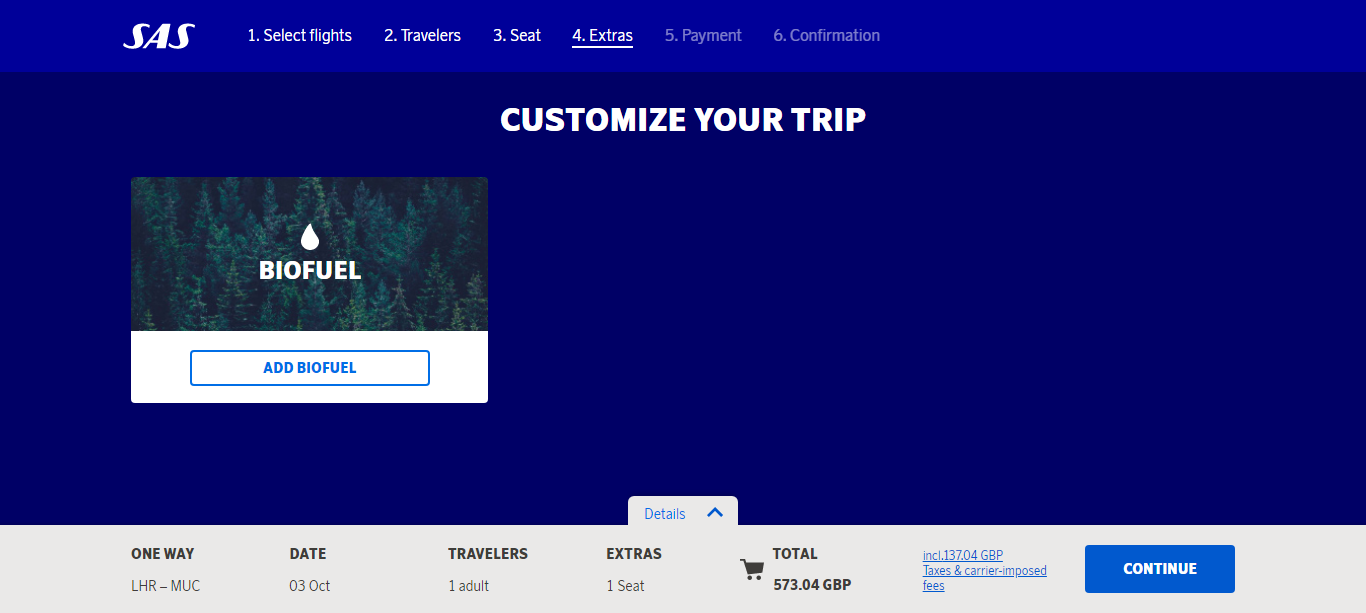 SAS
1. Select flights
2. Travelers
3. Seat
4. Extras
5. Payment
6. Confirmation
CUSTOMIZE YOUR TRIP
BIOFUEL
ADD BIOFUEL
Details
ONE WAY
LHR – MUC
DATE
03 Oct
TRAVELERS
1 adult
EXTRAS
1 Seat
TOTAL
573.04 GBP
incl.137.04 GBP
Taxes & carrier-imposed
fees
CONTINUE